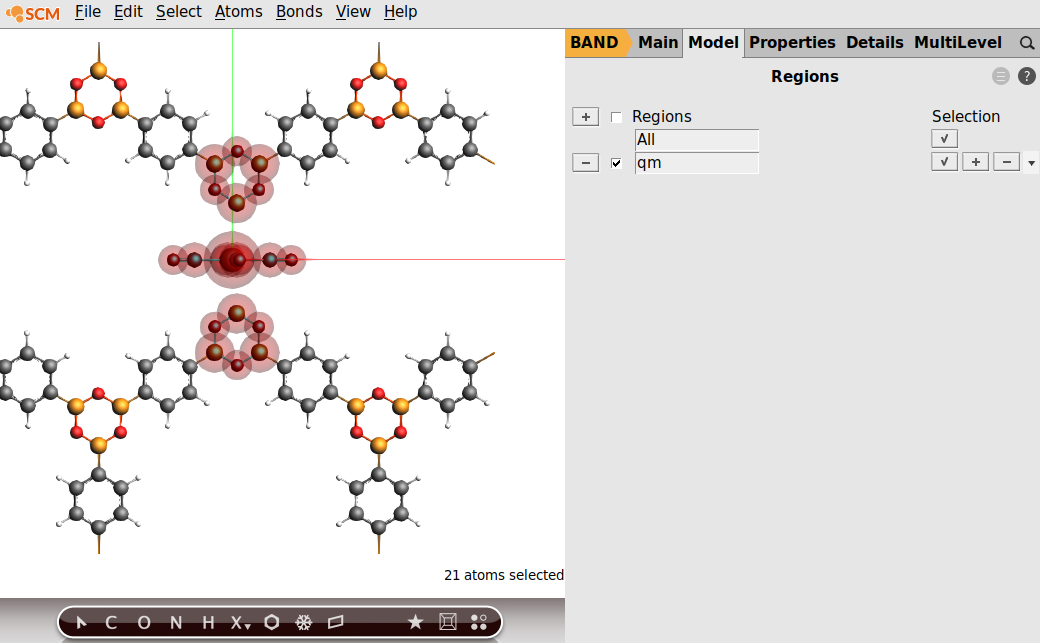 SCM File Edit Select Atoms Bonds View Help
BAND Main Model Properties Details MultiLevel
Regions
?
+ Regions Selection
All √
− qm √ + −
21 atoms selected
C O N H X